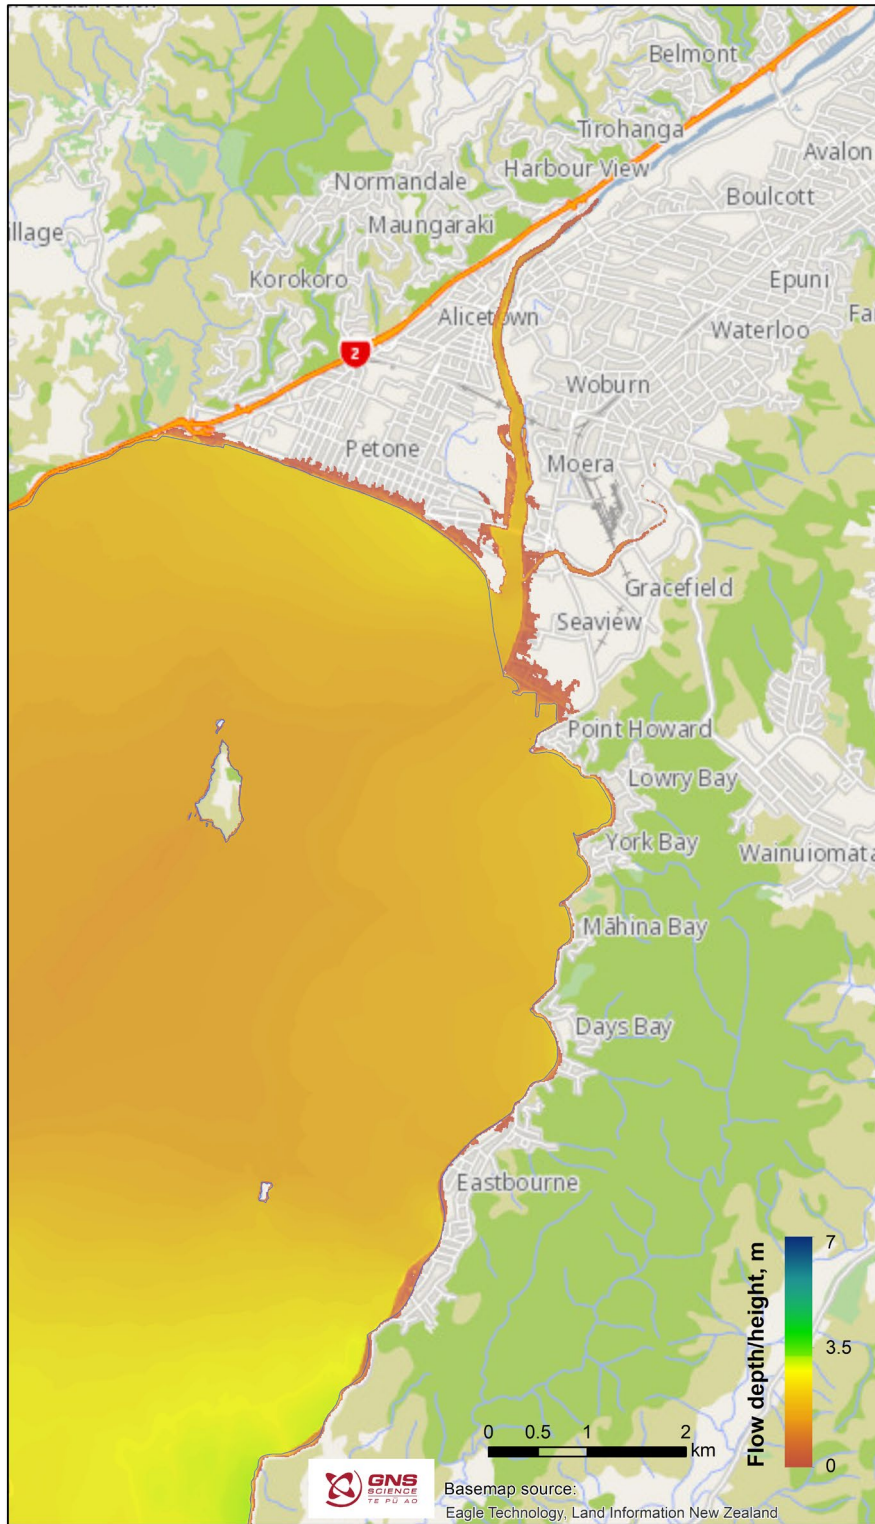 Belmont
Tirohanga
Avalon
Harbour View
Normandale
Boulcott
Maungaraki
illage
Korokoro
Epuni
Alicetown
Fai
Waterloo
2
Woburn
Petone
Moera
Gracefield
Seaview
Point Howard
Lowry Bay
York Bay
Wainuiomata
Māhina Bay
Days Bay
Eastbourne
Flow depth/height, m
7
3.5
0
0 0.5 1 2
km
GNS
SCIENCE
TE PŪ AO
Basemap source:
Eagle Technology, Land Information New Zealand